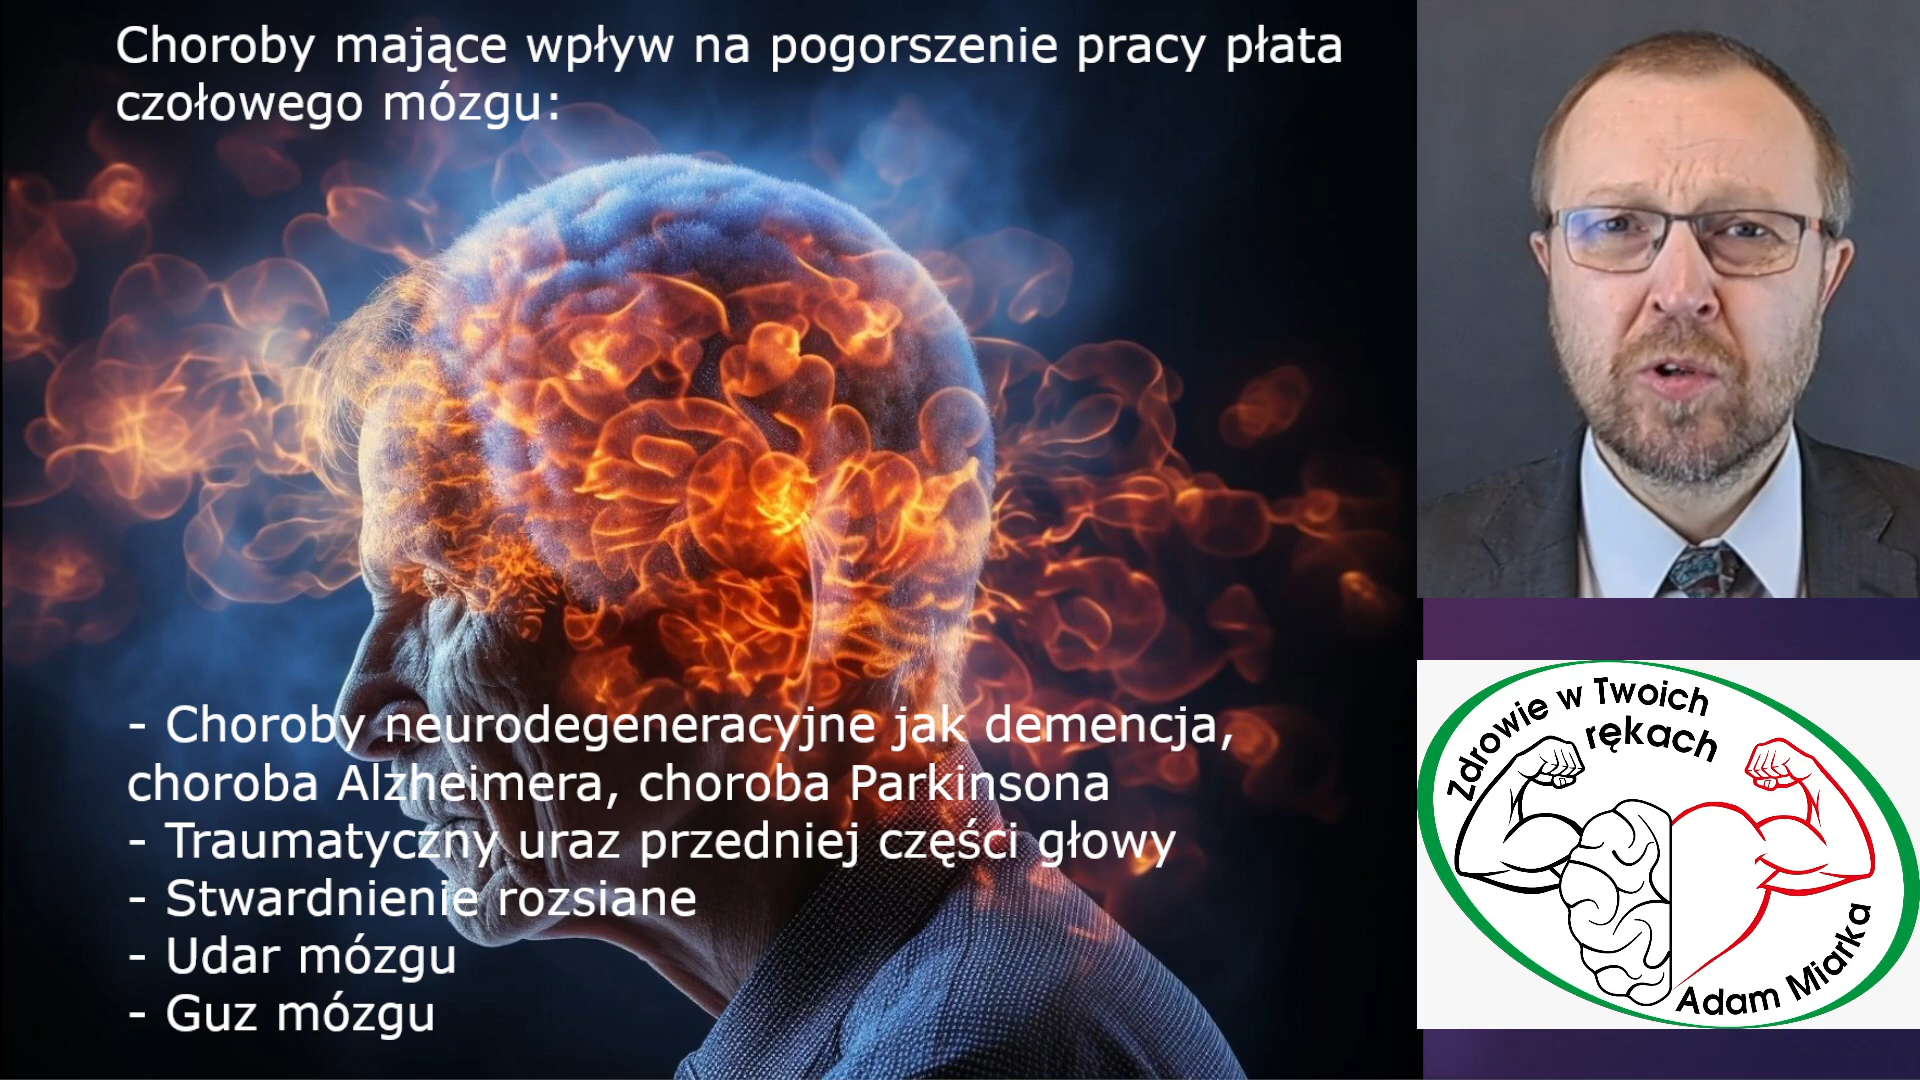 Choroby mające wpływ na pogorszenie pracy płata
czołowego mózgu:
- Choroby neurodegeneracyjne jak demencja,
choroba Alzheimera, choroba Parkinsona
- Traumatyczny uraz przedniej części głowy
- Stwardnienie rozsiane
- Udar mózgu
- Guz mózgu
Zdrowie w Twoich
rękach
Adam Miarka